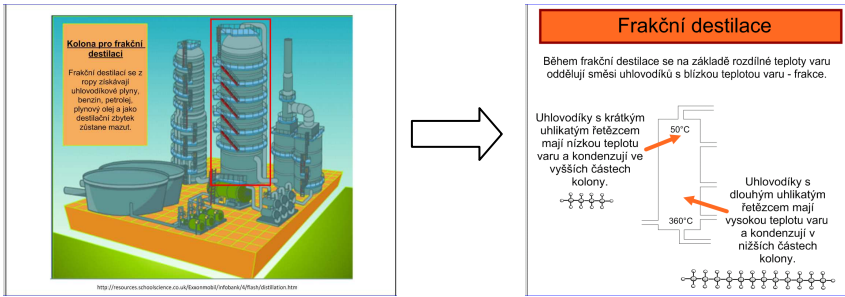 Kolona pro frakční
destilaci
Frakční destilací se z
ropy získávají
uhlovodíkové plyny,
benzín, petrolej,
plynový olej a jako
destilační zbytek
zůstane mazut.
http://resources.schoolscience.co.uk/Exxonmobil/infobank/4/flash/distillation.htm
Frakční destilace
Během frakční destilace se na základě rozdílné teploty varu
oddělují směsi uhlovodíků s blízkou teplotou varu - frakce.
Uhlovodíky s krátkým
uhlikatým řetězcem
mají nízkou teplotu
varu a kondenzují ve
vyšších částech
kolony.
50°C
Uhlovodíky s
dlouhým uhlikatým
řetězcem mají
vysokou teplotu varu
a kondenzují v
nižších částech
kolony.
360°C